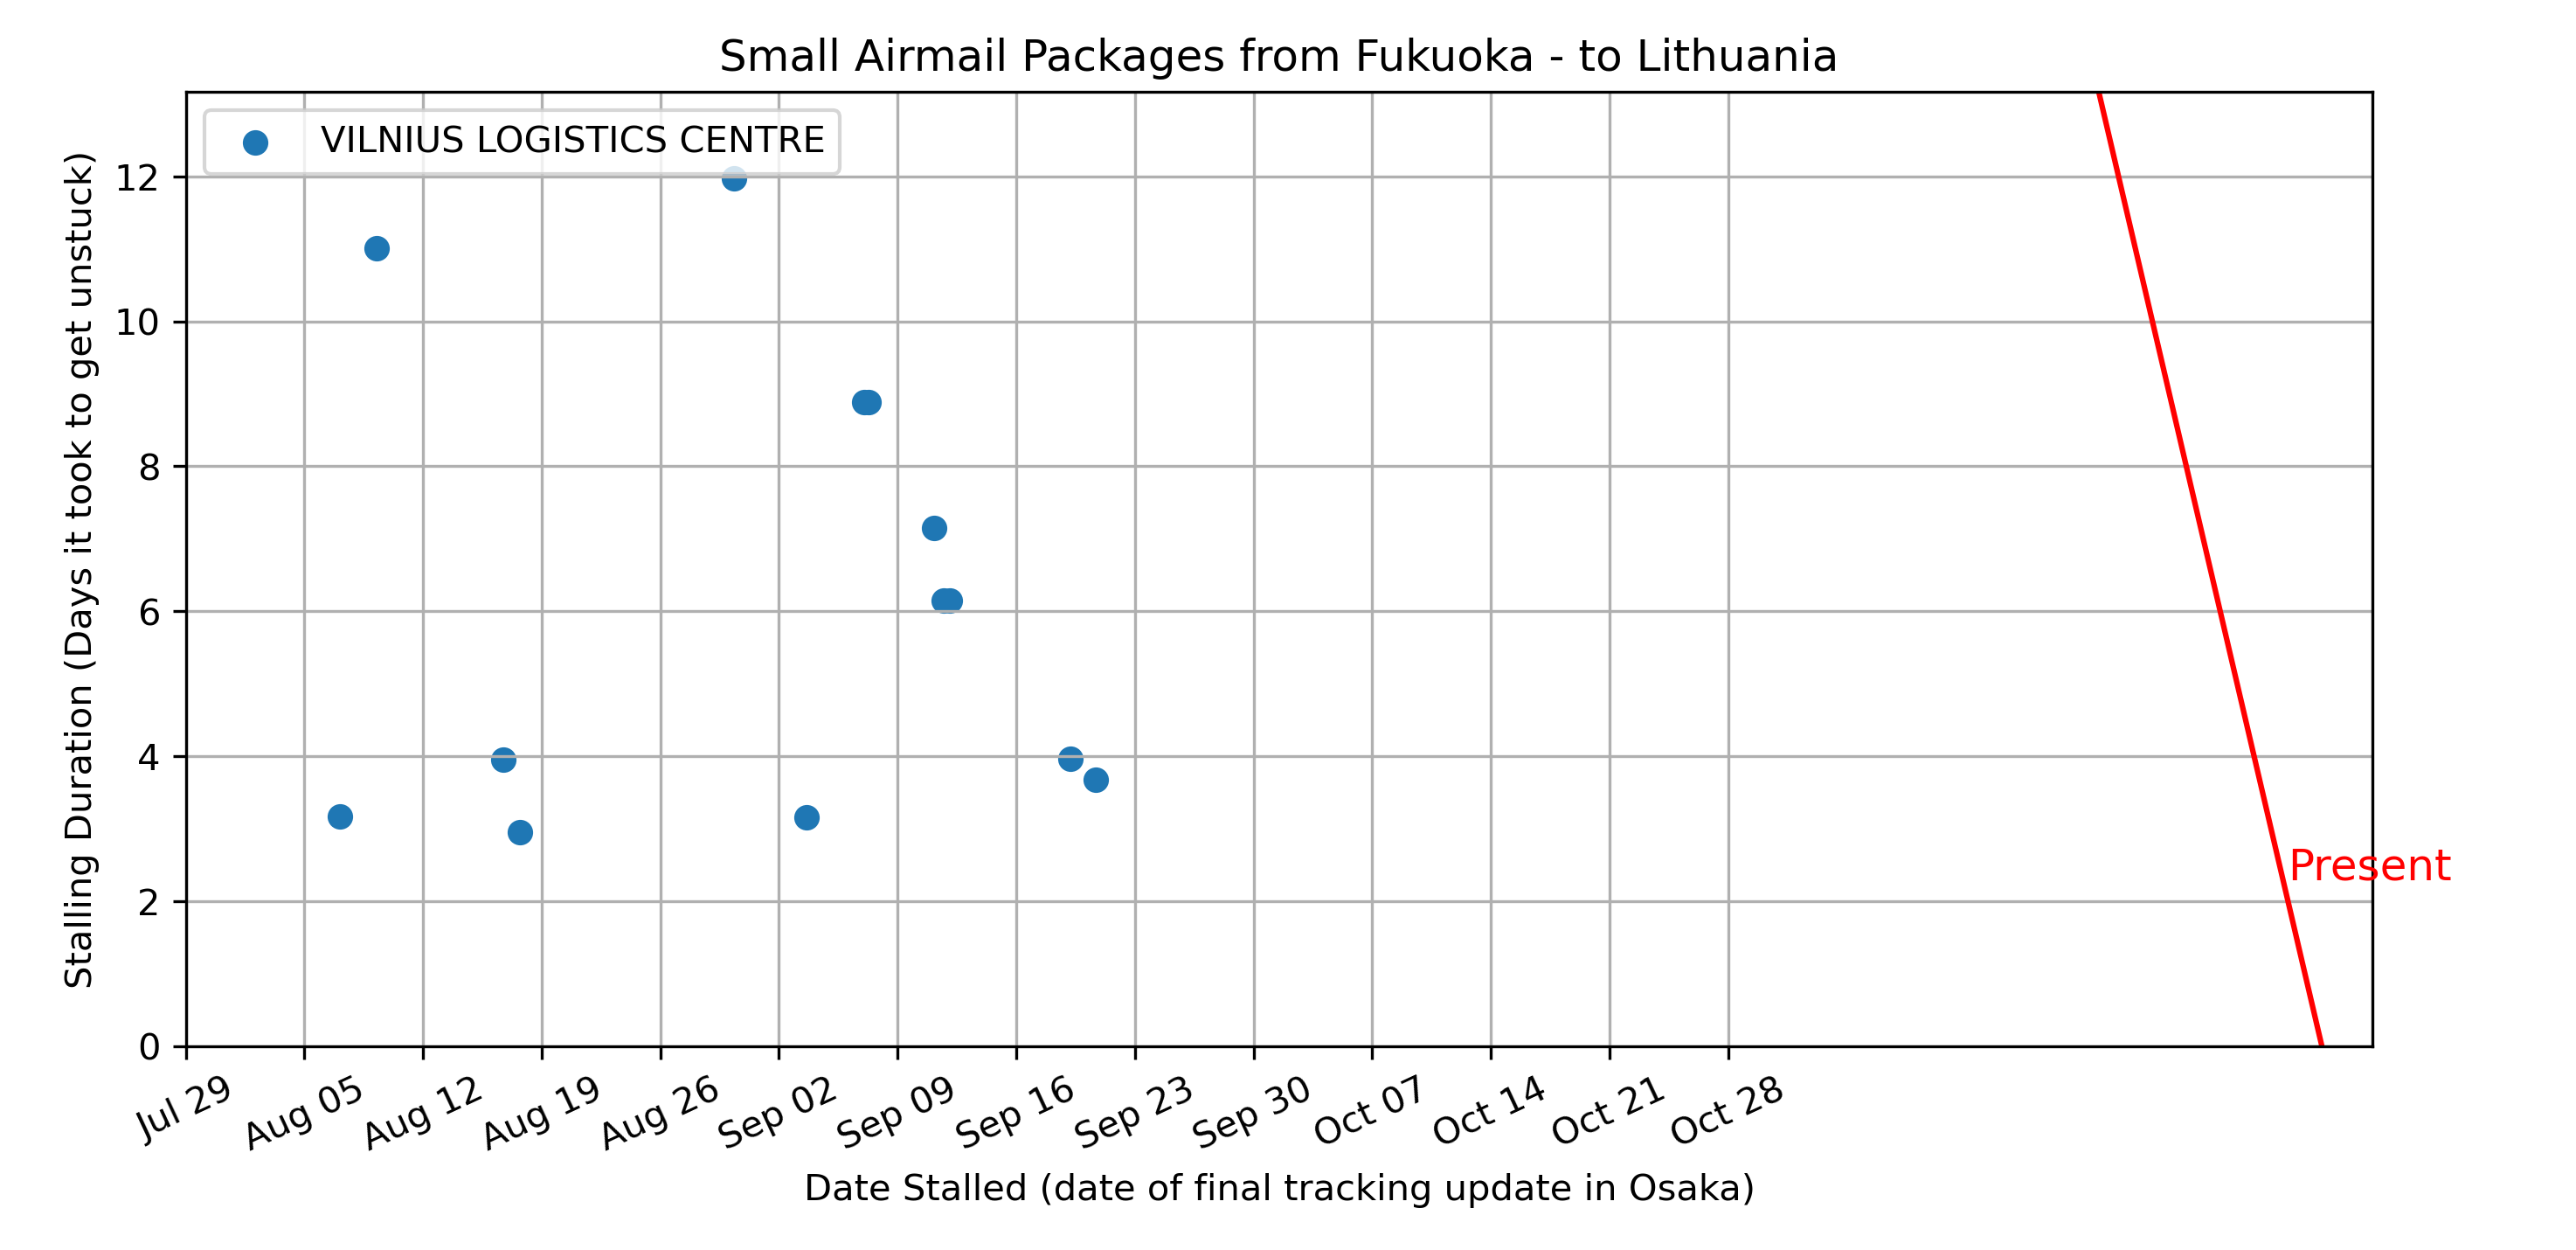 Small Airmail Packages from Fukuoka - to Lithuania
VILNIUS LOGISTICS CENTRE
Stalling Duration (Days it took to get unstuck)
12
10
8
6
4
2
0
Present
Jul 29
Aug 05
Aug 12
Aug 19
Aug 26
Sep 02
Sep 09
Sep 16
Sep 23
Sep 30
Oct 07
Oct 14
Oct 21
Oct 28
Date Stalled (date of final tracking update in Osaka)